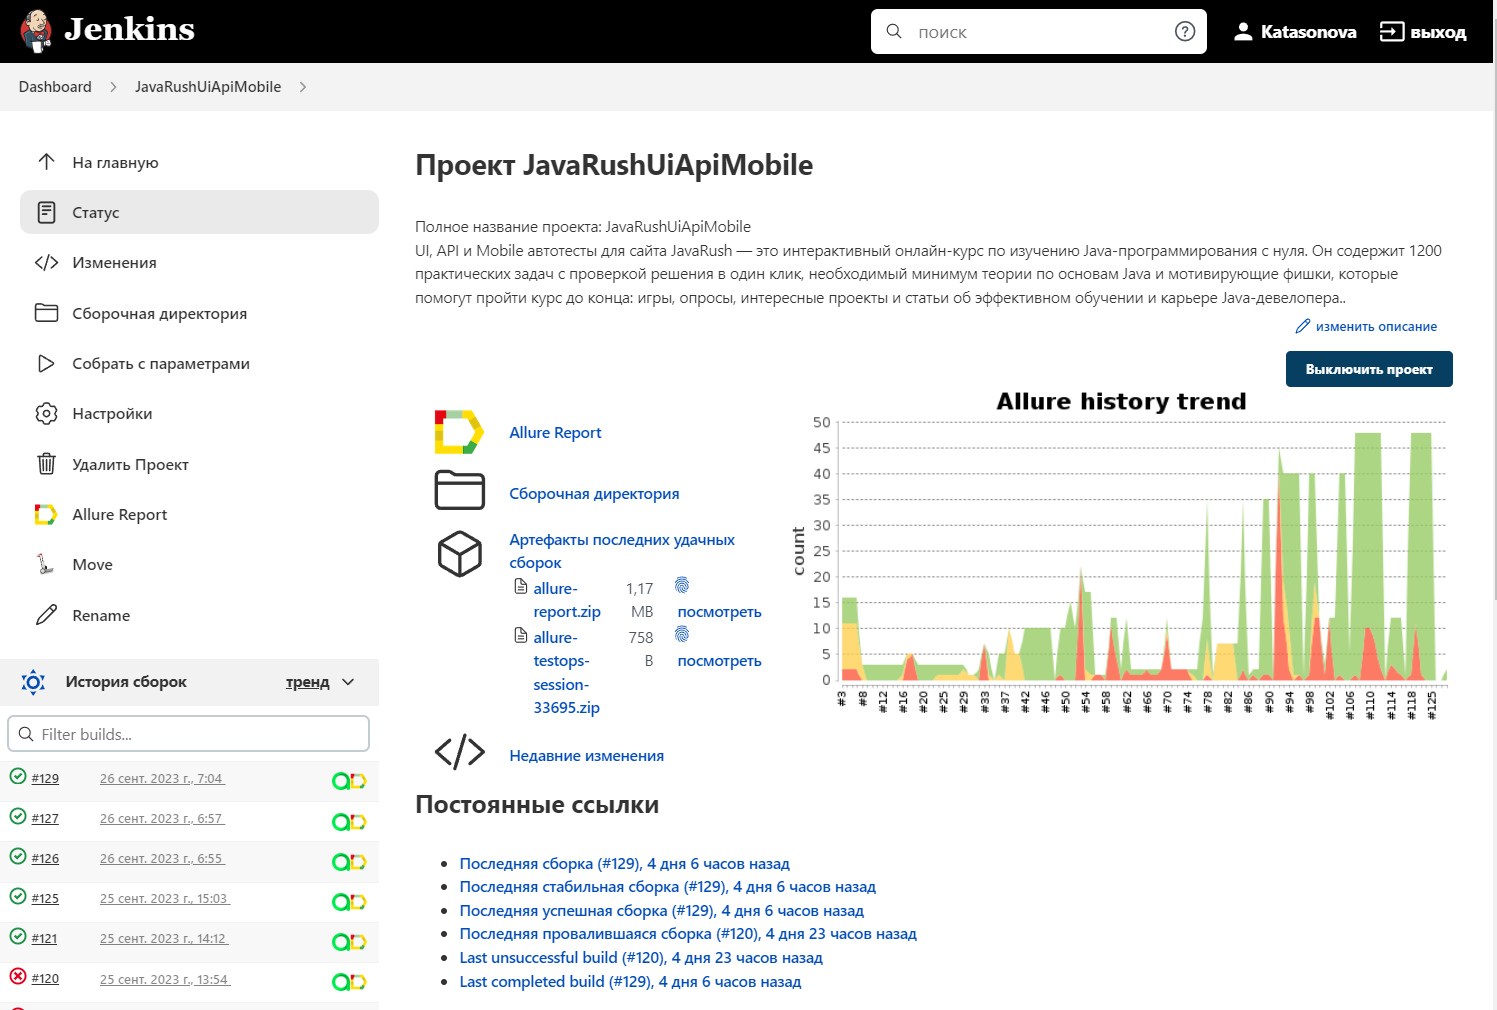 Jenkins
поиск
Katasonova
выход
Dashboard
JavaRushUiApiMobile
На главную
Статус
Изменения
Сборочная директория
Собрать с параметрами
Настройки
Удалить Проект
Allure Report
Move
Rename
История сборок
тренд
Filter builds...
#129 26 сент. 2023 г., 7:04
#127 26 сент. 2023 г., 6:57
#126 26 сент. 2023 г., 6:55
#125 25 сент. 2023 г., 15:03
#121 25 сент. 2023 г., 14:12
#120 25 сент. 2023 г., 13:54
Проект JavaRushUiApiMobile
Полное название проекта: JavaRushUiApiMobile
UI, API и Mobile автотесты для сайта JavaRush — это интерактивный онлайн-курс по изучению Java-программирования с нуля. Он содержит 1200
практических задач с проверкой решения в один клик, необходимый минимум теории по основам Java и мотивирующие фишки, которые
помогут пройти курс до конца: игры, опросы, интересные проекты и статьи об эффективном обучении и карьере Java-девелопера..
изменить описание
Выключить проект
Allure Report
Сборочная директория
Артефакты последних удачных
сборок
allure- 1,17
report.zip MB посмотреть
allure- 758
testops- B посмотреть
session-
33695.zip
Недавние изменения
Allure history trend
count
50
45
40
35
30
25
20
15
10
5
0
#3 #8 #12 #16 #20 #25 #29 #33 #37 #42 #46 #50 #54 #58 #62 #66 #70 #74 #78 #82 #86 #90 #94 #98 #102 #106 #110 #114 #118 #125
Постоянные ссылки
Последняя сборка (#129), 4 дня 6 часов назад
Последняя стабильная сборка (#129), 4 дня 6 часов назад
Последняя успешная сборка (#129), 4 дня 6 часов назад
Последняя провалившаяся сборка (#120), 4 дня 23 часов назад
Last unsuccessful build (#120), 4 дня 23 часов назад
Last completed build (#129), 4 дня 6 часов назад